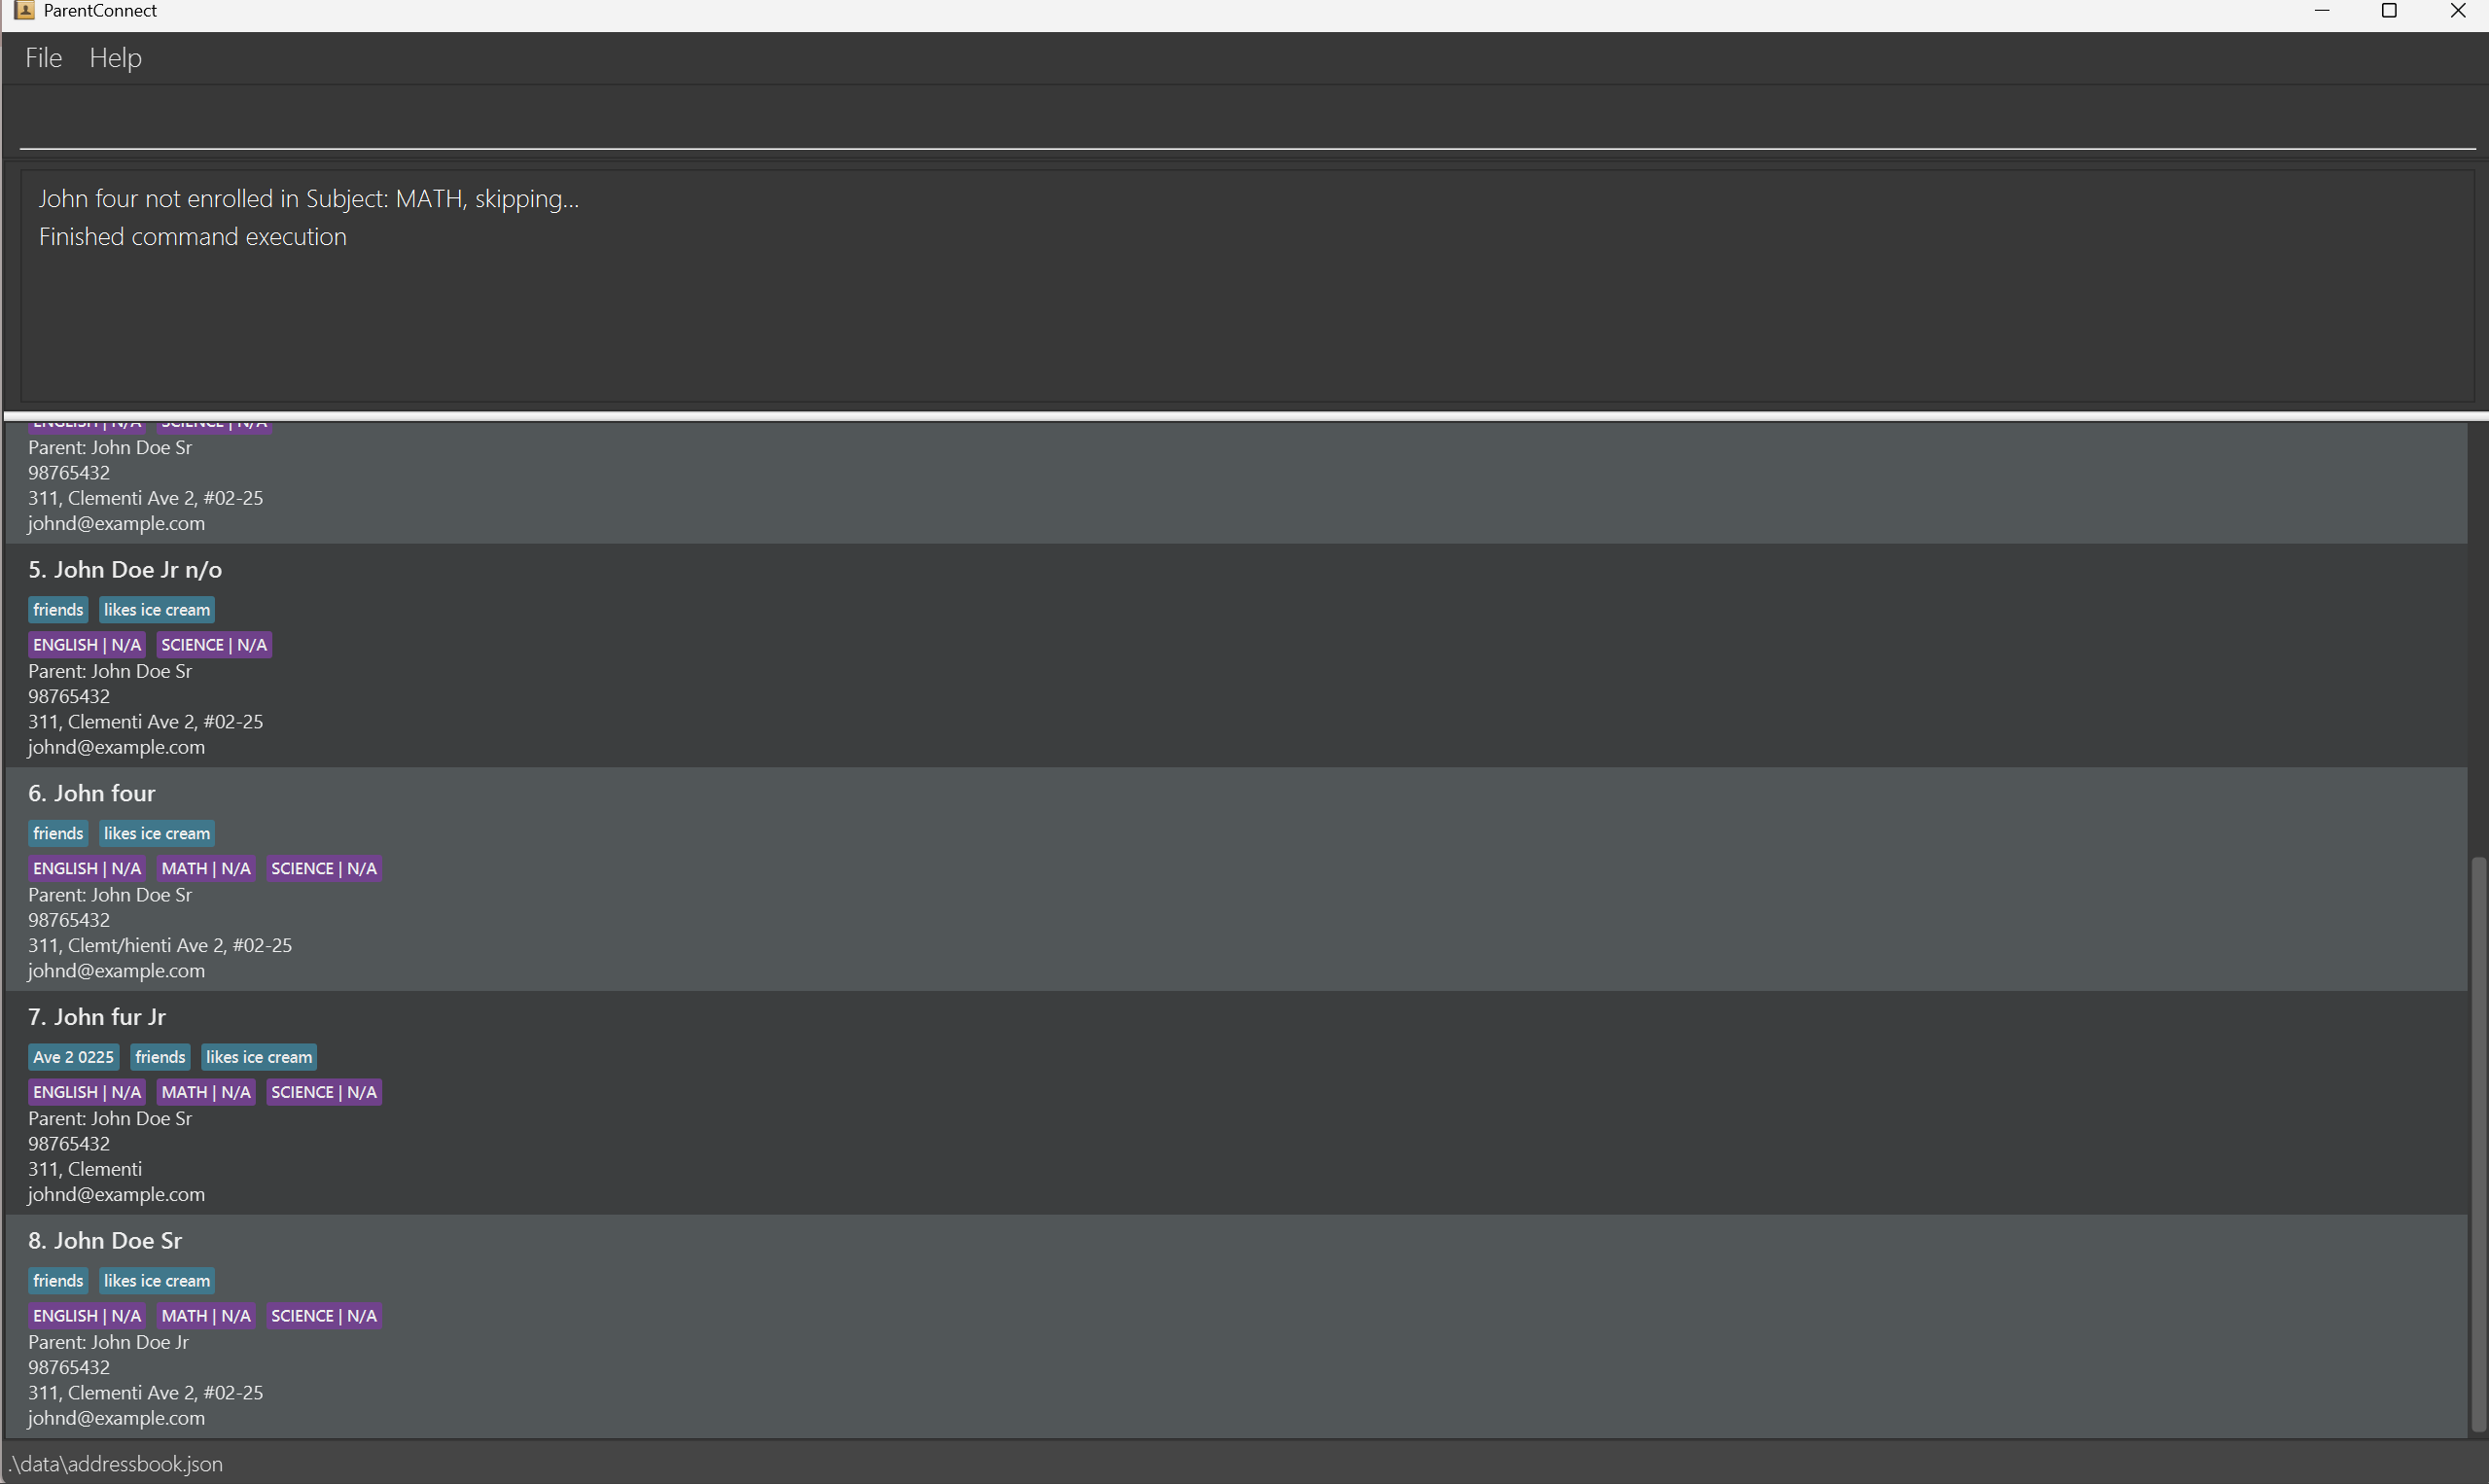 ParentConnect
File Help
John four not enrolled in Subject: MATH, skipping...
Finished command execution
ENGLISH | N/A SCIENCE | N/A
Parent: John Doe Sr
98765432
311, Clementi Ave 2, #02-25
johnd@example.com
5. John Doe Jr n/o
friends likes ice cream
ENGLISH | N/A SCIENCE | N/A
Parent: John Doe Sr
98765432
311, Clementi Ave 2, #02-25
johnd@example.com
6. John four
friends likes ice cream
ENGLISH | N/A MATH | N/A SCIENCE | N/A
Parent: John Doe Sr
98765432
311, Clemt/hienti Ave 2, #02-25
johnd@example.com
7. John fur Jr
Ave 2 0225 friends likes ice cream
ENGLISH | N/A MATH | N/A SCIENCE | N/A
Parent: John Doe Sr
98765432
311, Clementi
johnd@example.com
8. John Doe Sr
friends likes ice cream
ENGLISH | N/A MATH | N/A SCIENCE | N/A
Parent: John Doe Jr
98765432
311, Clementi Ave 2, #02-25
johnd@example.com
.\data\addressbook.json